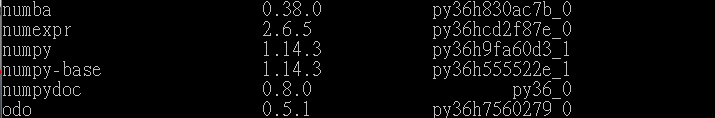 numba 0.38.0 py36h830ac7b_0
numexpr 2.6.5 py36hcd2f87e_0
numpy 1.14.3 py36h9fa60d3_1
numpy-base 1.14.3 py36h555522e_1
numpydoc 0.8.0 py36_0
odo 0.5.1 py36h7560279_0